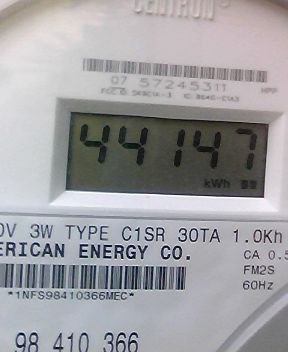 CENTRON
07 57245311
44147
kWh
3W TYPE C1SR 30TA 1.0Kh
ERICAN ENERGY CO.
CA 0.5
FM2S
60Hz
*1NFS98410366MEC*
98 410 366